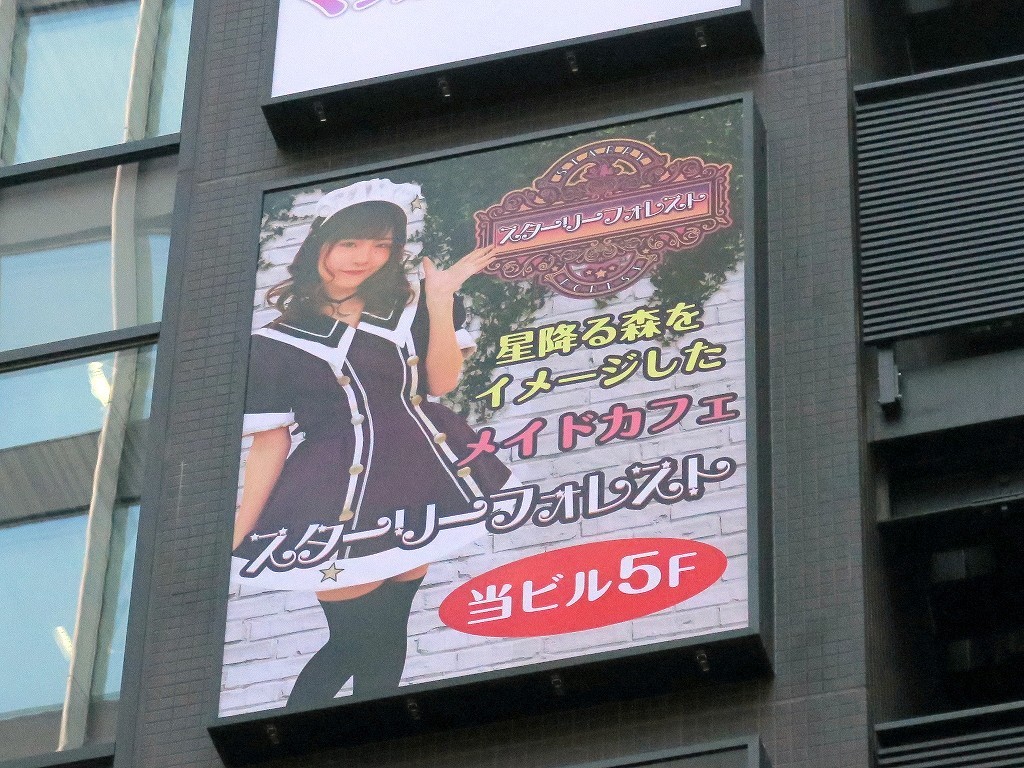 STARRY
スターリーフォレスト
FOREST
星降る森を
イメージした
メイドカフェ
スターリーフォレスト
当ビル5F